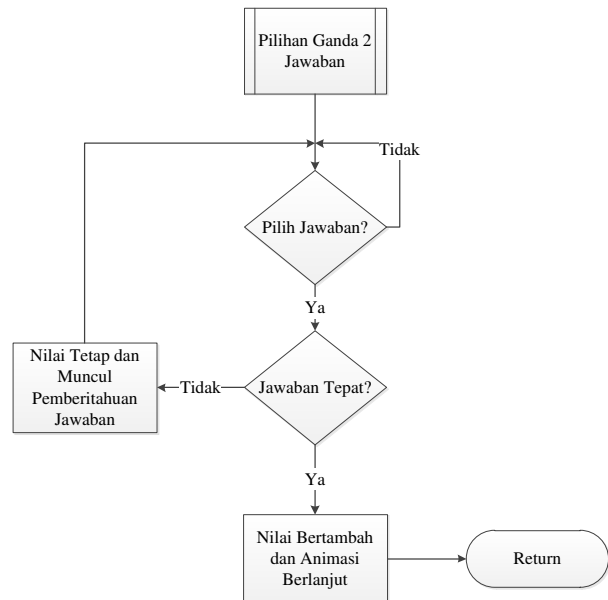 Pilihan Ganda 2
Jawaban
Tidak
Pilih Jawaban?
Ya
Nilai Tetap dan
Muncul
Pemberitahuan
Jawaban
Tidak
Jawaban Tepat?
Ya
Nilai Bertambah
dan Animasi
Berlanjut
Return